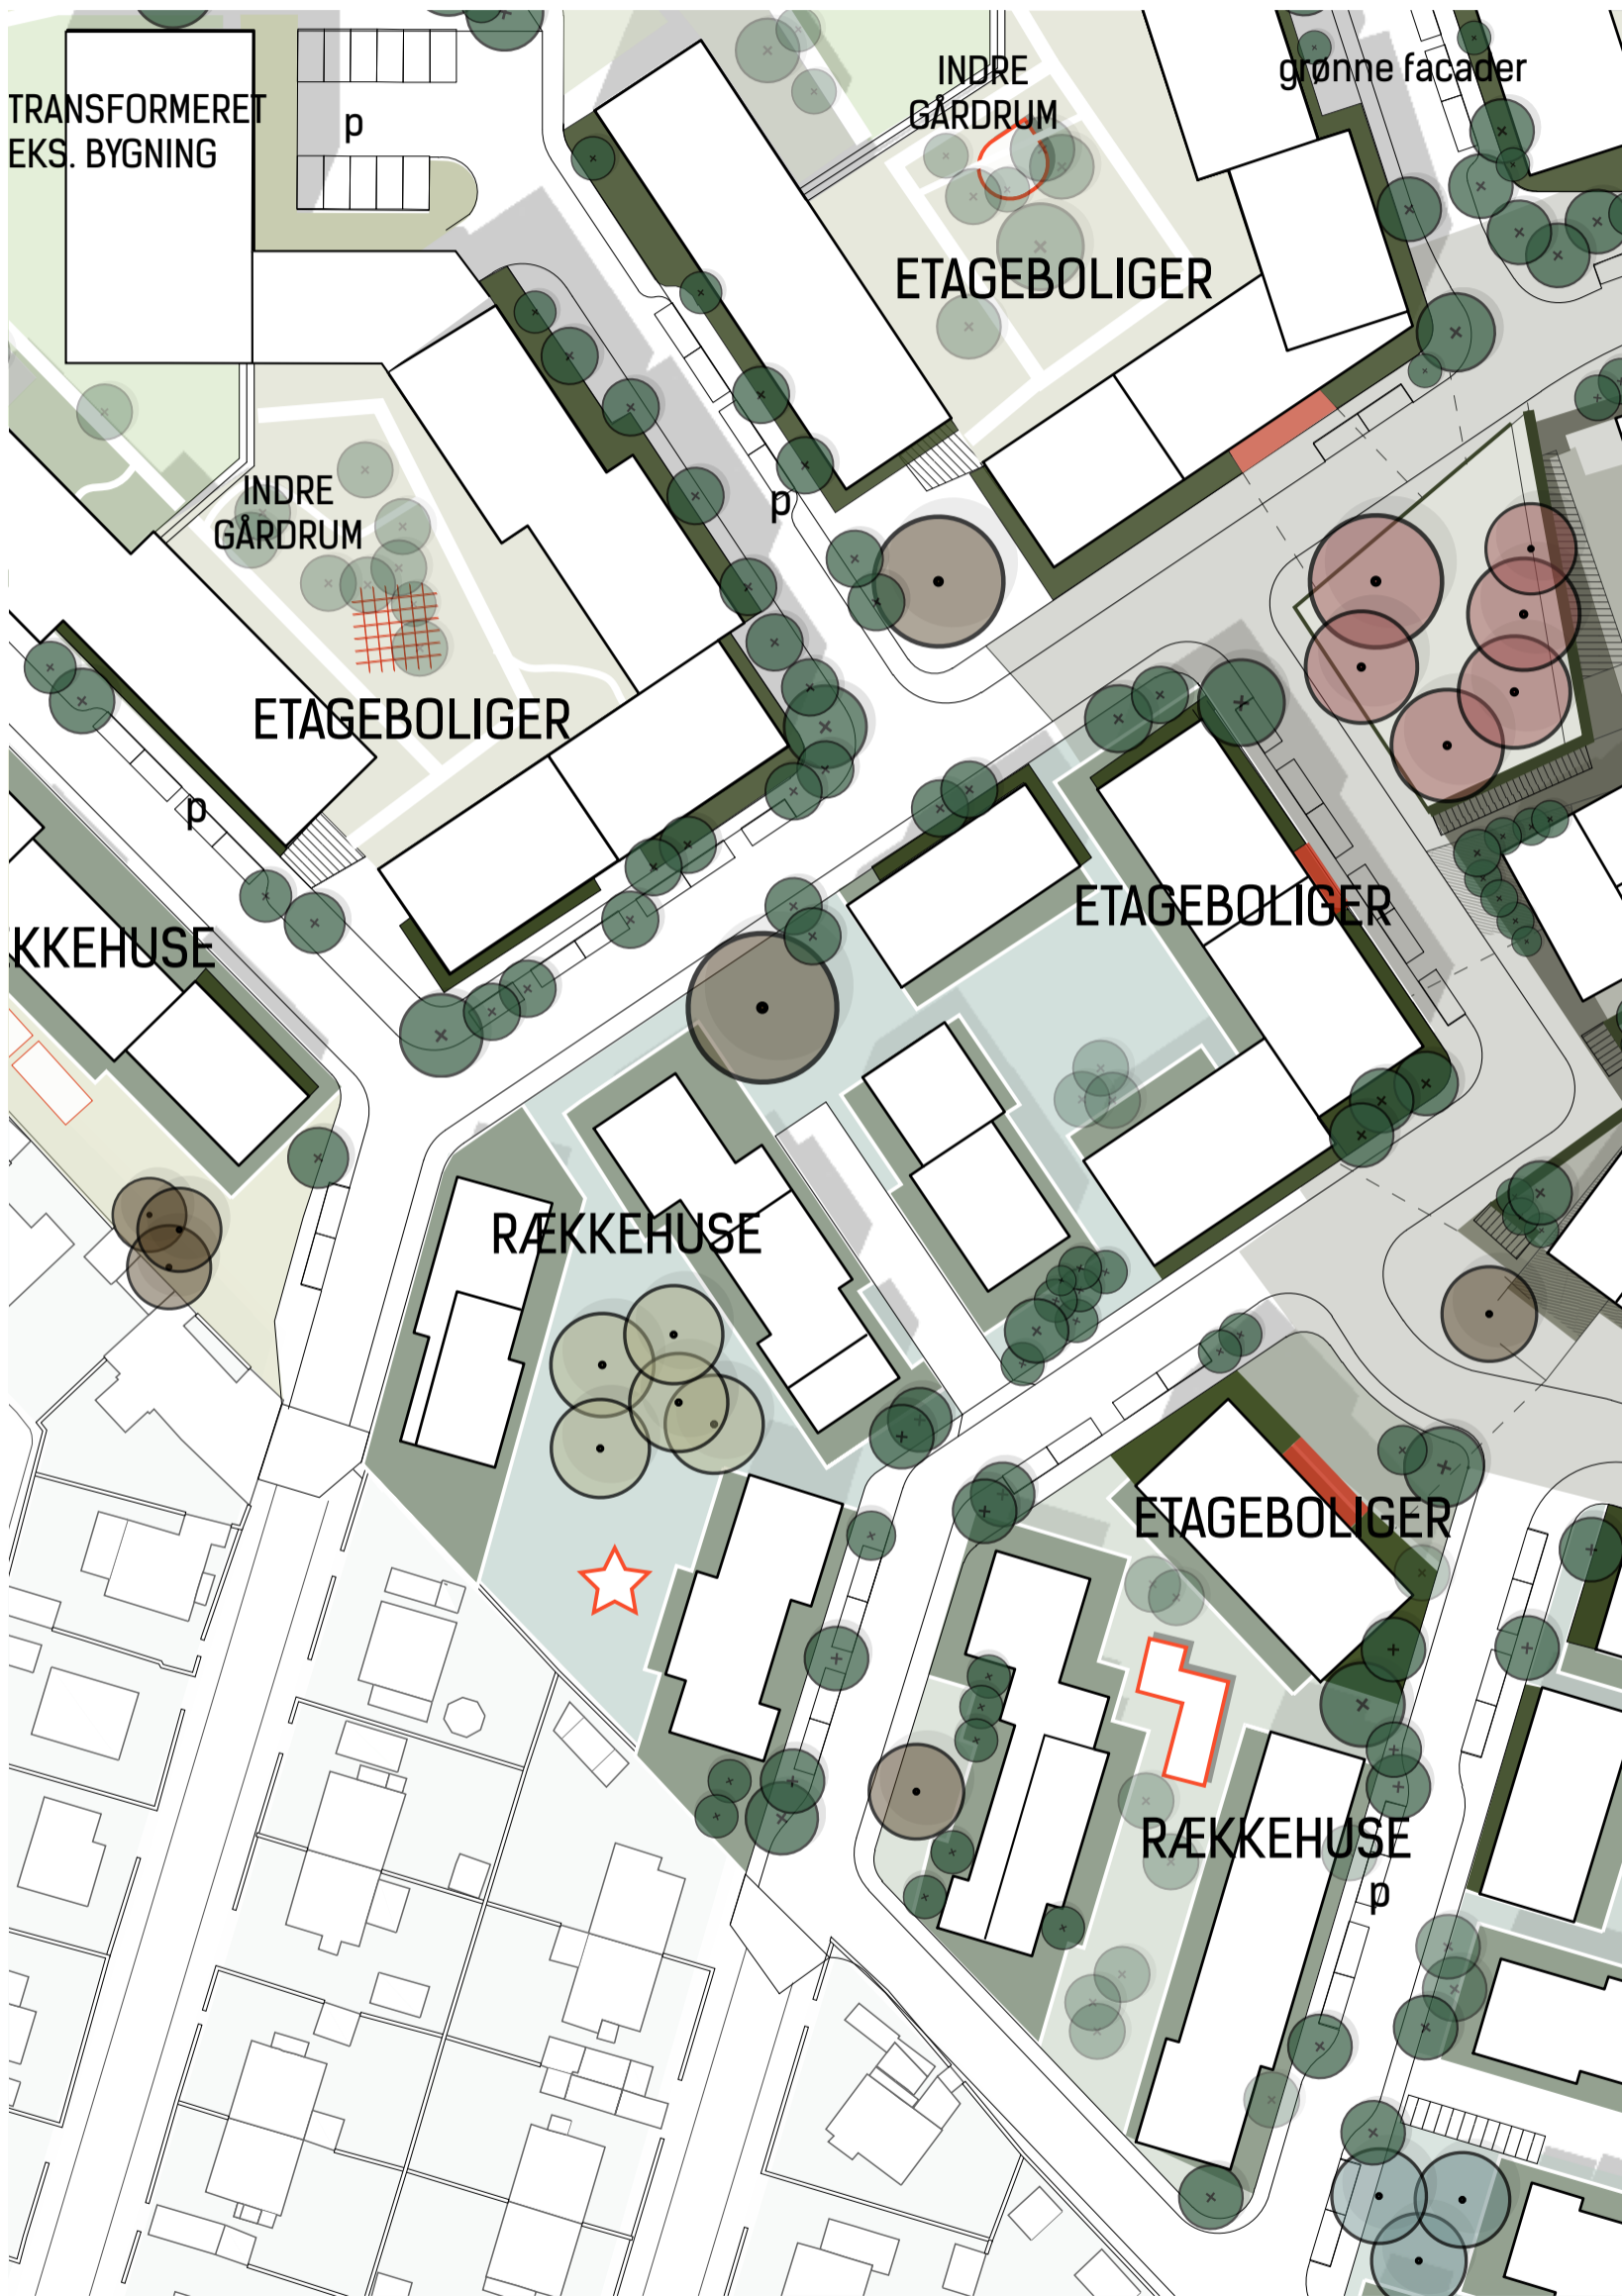 TRANSFORMERET
EKS. BYGNING
p
INDRE
GÅRDRUM
grønne facader
ETAGEBOLIGER
INDRE
GÅRDRUM
p
ETAGEBOLIGER
p
KKEHUSE
ETAGEBOLIGER
RÆKKEHUSE
ETAGEBOLIGER
RÆKKEHUSE
p